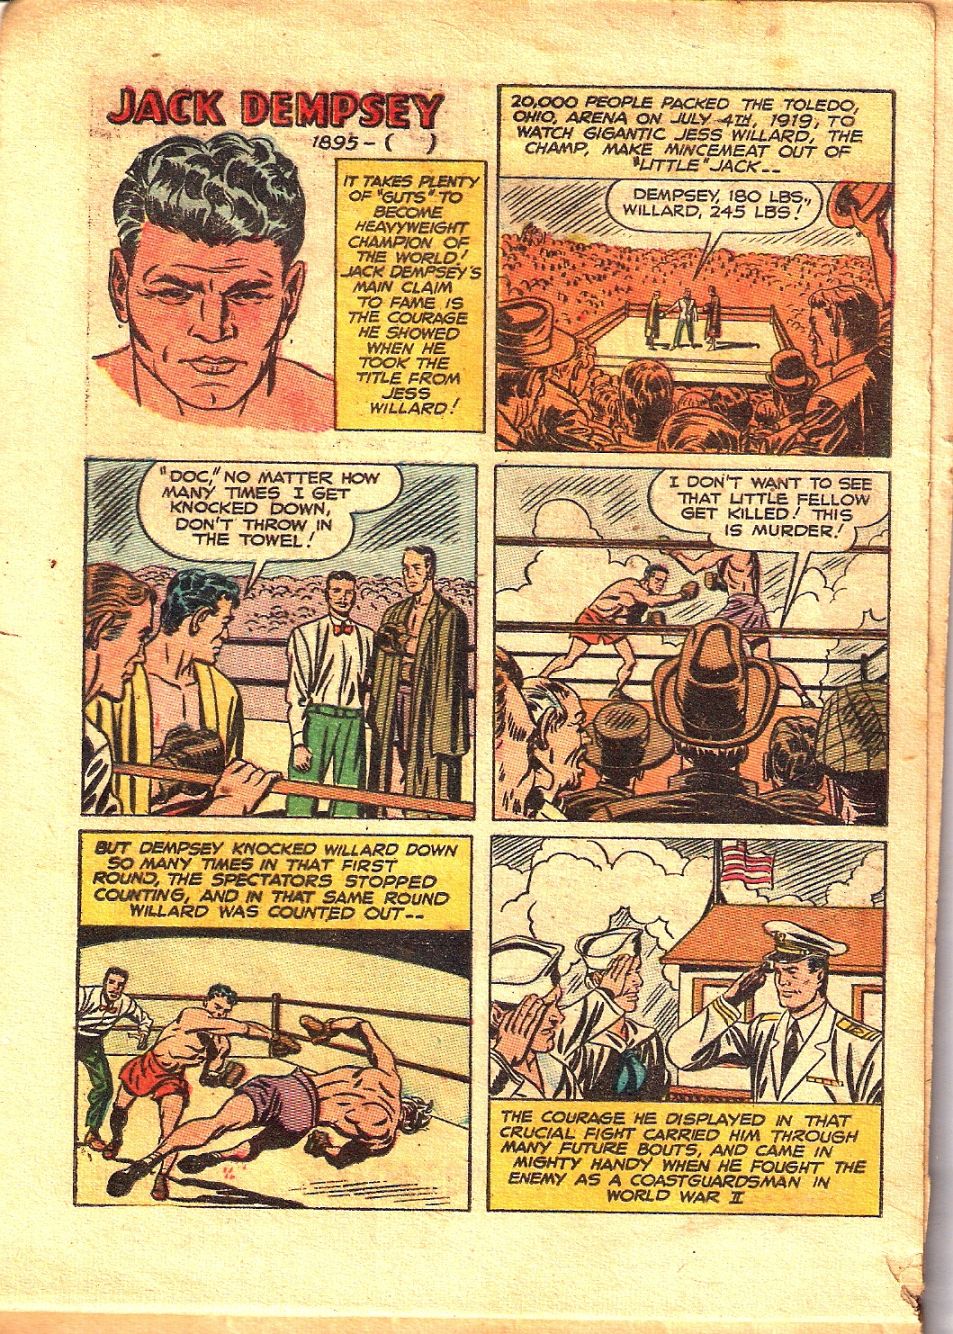 JACK DEMPSEY
1895-( )
IT TAKES PLENTY
OF "GUTS" TO
BECOME
HEAVYWEIGHT
CHAMPION OF
THE WORLD!
JACK DEMPSEY'S
MAIN CLAIM
TO FAME IS
THE COURAGE
HE SHOWED
WHEN HE
TOOK THE
TITLE FROM
JESS
WILLARD!
20,000 PEOPLE PACKED THE TOLEDO,
OHIO, ARENA ON JULY 4TH, 1919, TO
WATCH GIGANTIC JESS WILLARD, THE
CHAMP, MAKE MINCEMEAT OUT OF
"LITTLE" JACK--
DEMPSEY, 180 LBS.,
WILLARD, 245 LBS!
"DOC," NO MATTER HOW
MANY TIMES I GET
KNOCKED DOWN,
DON'T THROW IN
THE TOWEL!
I DON'T WANT TO SEE
THAT LITTLE FELLOW
GET KILLED! THIS
IS MURDER!
BUT DEMPSEY KNOCKED WILLARD DOWN
SO MANY TIMES IN THAT FIRST
ROUND, THE SPECTATORS STOPPED
COUNTING, AND IN THAT SAME ROUND
WILLARD WAS COUNTED OUT--
THE COURAGE HE DISPLAYED IN THAT
CRUCIAL FIGHT CARRIED HIM THROUGH
MANY FUTURE BOUTS, AND CAME IN
MIGHTY HANDY WHEN HE FOUGHT THE
ENEMY AS A COASTGUARDSMAN IN
WORLD WAR II